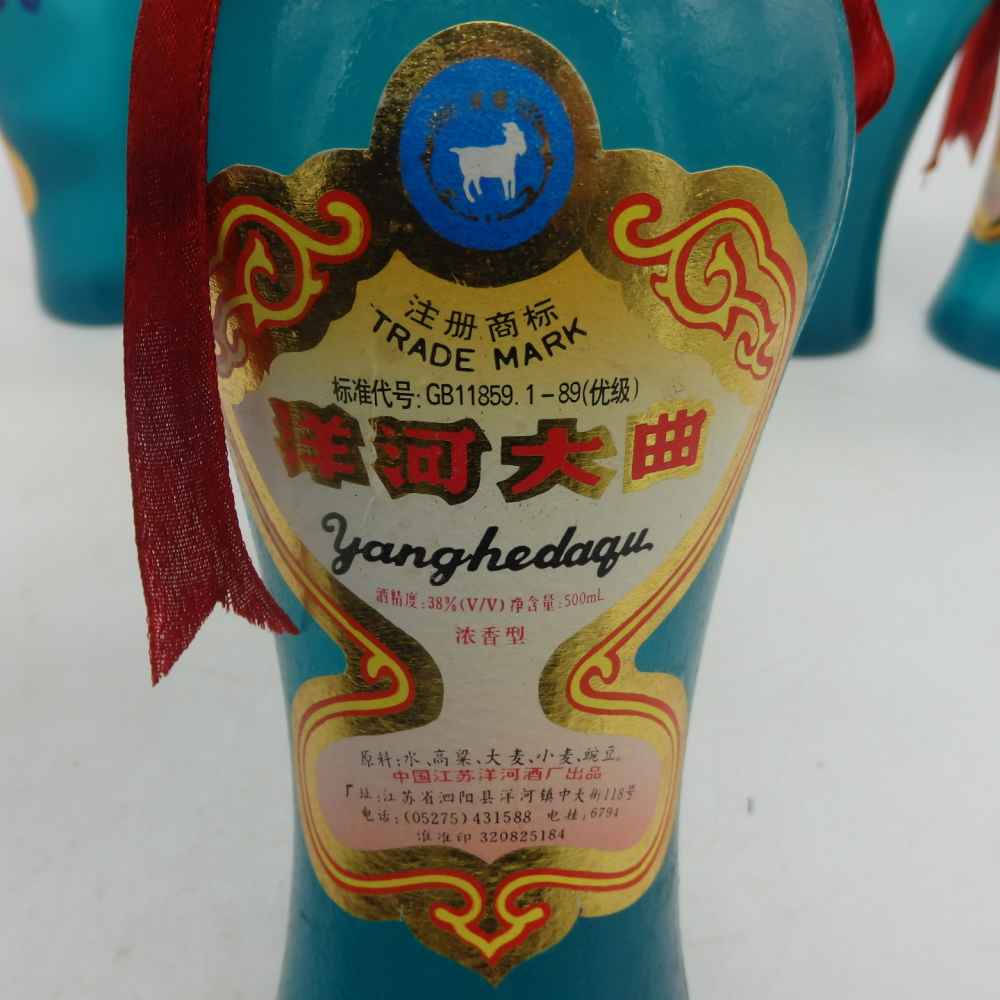 注册商标
TRADE MARK
标准代号:GB11859.1-89(优级)
洋河大曲
Yanghedaqu
酒精度:38%(V/V) 净含量:500mL
浓香型
原料:水、高粱、大麦、小麦、豌豆。
中国江苏洋河酒厂出品
厂址:江苏省泗阳县洋河镇中大街118号
电话:(05275)431588 电挂:6794
准准印 320825184